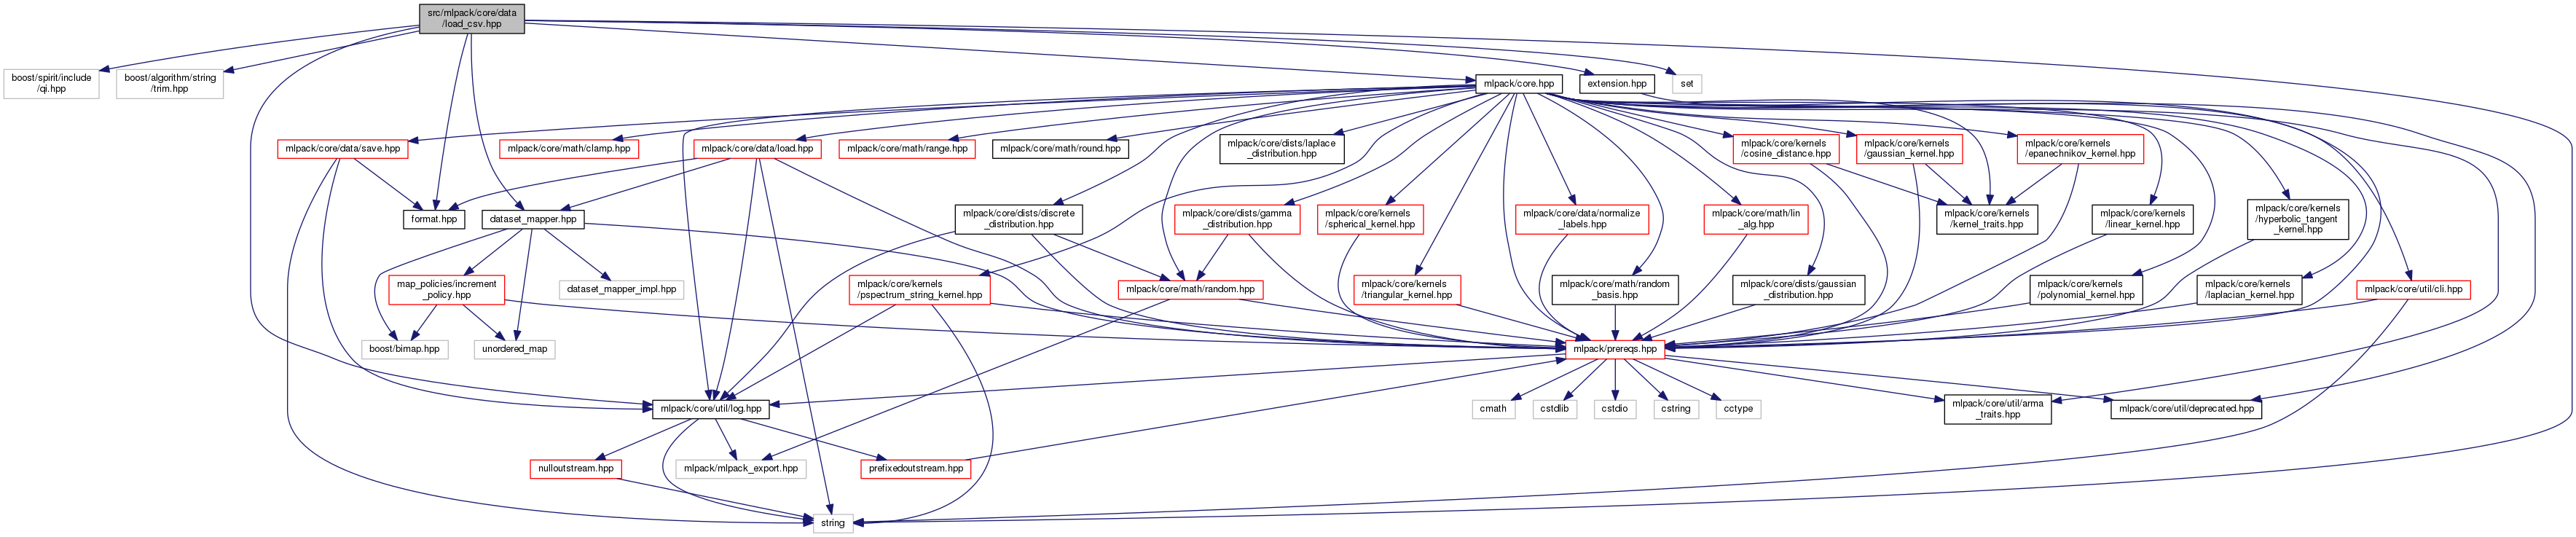 src/mlpack/core/data
/load_csv.hpp
boost/spirit/include
/qi.hpp
boost/algorithm/string
/trim.hpp
mlpack/core.hpp
extension.hpp
set
mlpack/core/data/save.hpp
mlpack/core/math/clamp.hpp
mlpack/core/data/load.hpp
mlpack/core/math/range.hpp
mlpack/core/math/round.hpp
mlpack/core/dists/laplace
_distribution.hpp
mlpack/core/kernels
/cosine_distance.hpp
mlpack/core/kernels
/gaussian_kernel.hpp
mlpack/core/kernels
/epanechnikov_kernel.hpp
format.hpp
dataset_mapper.hpp
mlpack/core/dists/discrete
_distribution.hpp
mlpack/core/dists/gamma
_distribution.hpp
mlpack/core/kernels
/spherical_kernel.hpp
mlpack/core/data/normalize
_labels.hpp
mlpack/core/math/lin
_alg.hpp
mlpack/core/kernels
/kernel_traits.hpp
mlpack/core/kernels
/linear_kernel.hpp
mlpack/core/kernels
/hyperbolic_tangent
_kernel.hpp
map_policies/increment
_policy.hpp
dataset_mapper_impl.hpp
mlpack/core/kernels
/pspectrum_string_kernel.hpp
mlpack/core/math/random.hpp
mlpack/core/kernels
/triangular_kernel.hpp
mlpack/core/math/random
_basis.hpp
mlpack/core/dists/gaussian
_distribution.hpp
mlpack/core/kernels
/polynomial_kernel.hpp
mlpack/core/kernels
/laplacian_kernel.hpp
mlpack/core/util/cli.hpp
boost/bimap.hpp
unordered_map
mlpack/prereqs.hpp
mlpack/core/util/log.hpp
cmath
cstdlib
cstdio
cstring
cctype
mlpack/core/util/arma
_traits.hpp
mlpack/core/util/deprecated.hpp
nulloutstream.hpp
mlpack/mlpack_export.hpp
prefixedoutstream.hpp
string